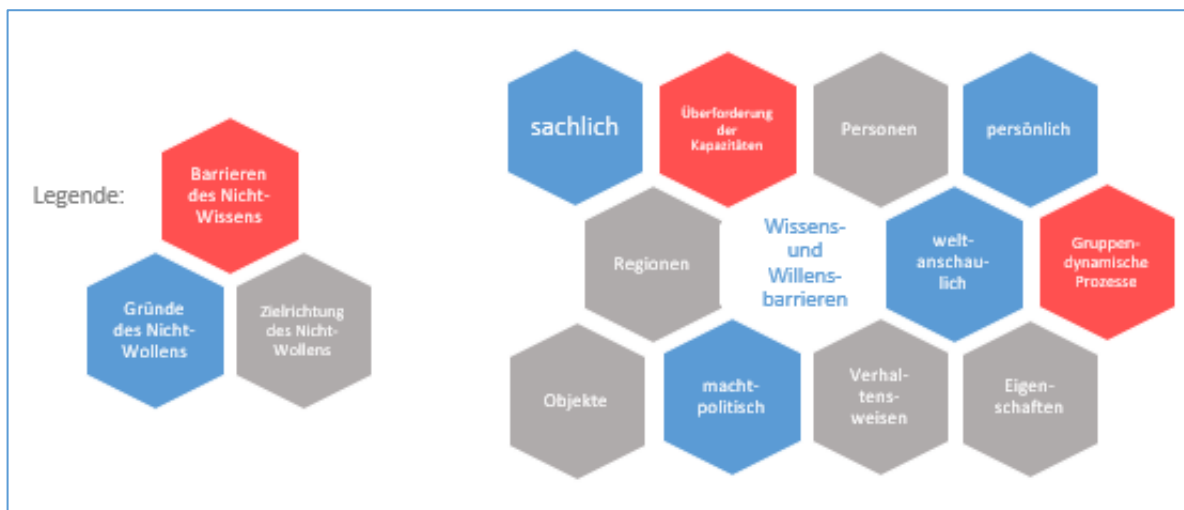 Legende:
Barrieren
des Nicht-
Wissens
Gründe
des Nicht-
Wollens
Zielrichtung
des Nicht-
Wollens
sachlich
Überforderung
der
Kapazitäten
Personen
persönlich
Regionen
Wissens-
und
Willens-
barrieren
welt-
anschau-
lich
Gruppen-
dynamische
Prozesse
Objekte
macht-
politisch
Verhal-
tens-
weisen
Eigen-
schaften